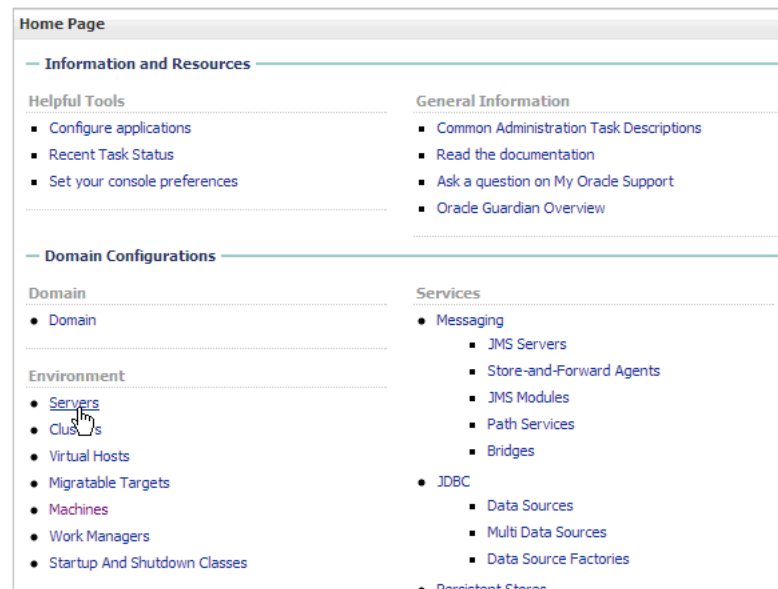 Home Page
Information and Resources
Helpful Tools
Configure applications
Recent Task Status
Set your console preferences
General Information
Common Administration Task Descriptions
Read the documentation
Ask a question on My Oracle Support
Oracle Guardian Overview
Domain Configurations
Domain
Domain
Environment
Servers
Clusters
Virtual Hosts
Migratable Targets
Machines
Work Managers
Startup And Shutdown Classes
Services
Messaging
JMS Servers
Store-and-Forward Agents
JMS Modules
Path Services
Bridges
JDBC
Data Sources
Multi Data Sources
Data Source Factories
Persistent Stores